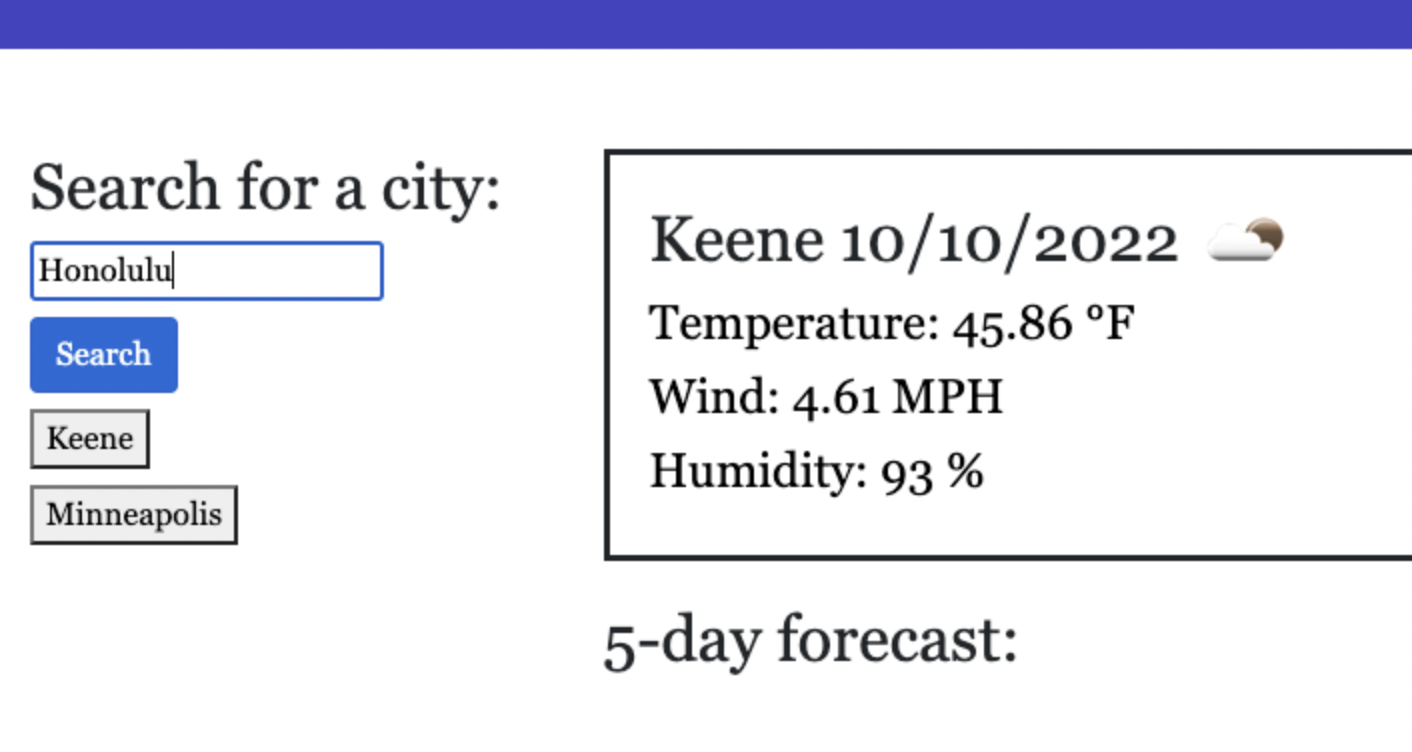 Search for a city:
Honolulu
Search
Keene
Minneapolis
Keene 10/10/2022
Temperature: 45.86 °F
Wind: 4.61 MPH
Humidity: 93 %
5-day forecast: